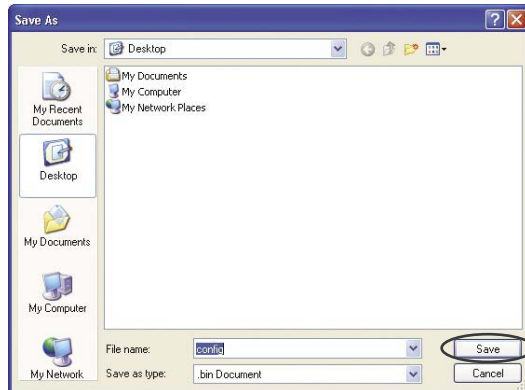 Save As
Save in: Desktop
My Documents
My Computer
My Network Places
My Recent
Documents
Desktop
My Documents
My Computer
My Network
File name: config Save
Save as type: .bin Document Cancel